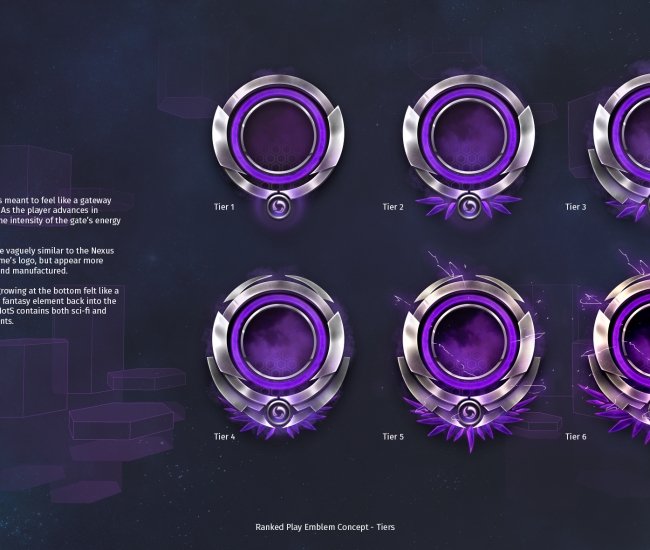 s meant to feel like a gateway
As the player advances in
ne intensity of the gate's energy
e vaguely similar to the Nexus
me's logo, but appear more
nd manufactured.
growing at the bottom felt like a
fantasy element back into the
HotS contains both sci-fi and
nts.
Tier 1
Tier 2
Tier 3
Tier 4
Tier 5
Tier 6
Ranked Play Emblem Concept - Tiers